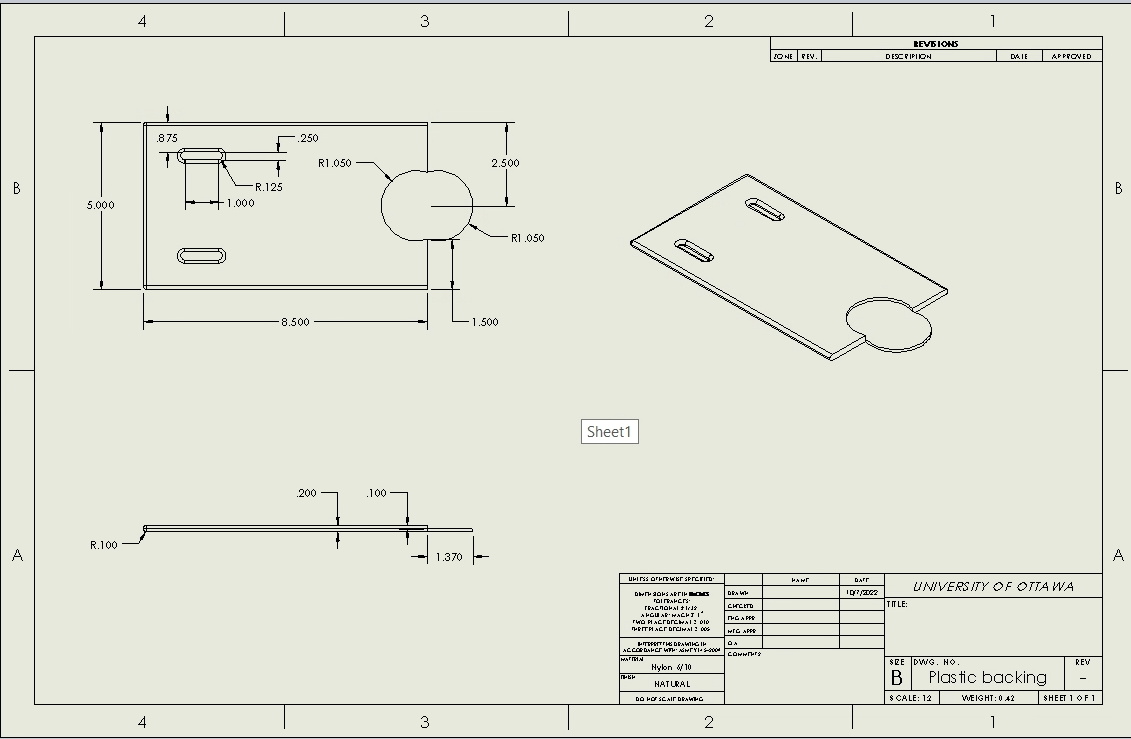 4 3 2 1
REVISIONS
ZONE REV. DESCRIPTION DATE APPROVED
.875
.250
R1.050
2.500
R.125
B
B
5.000
1.000
R1.050
8.500
1.500
Sheet1
.200
.100
R.100
1.370
A
A
UNLESS OTHERWISE SPECIFIED:
NAME
DATE
UNIVERSITY OF OTTAWA
DRAWN
10/7/2022
CHECKED
TITLE:
ENG APPR.
MFG APPR.
Q.A.
INTERPRET THIS DRAWING IN
COMMENTS:
MATERIAL
Nylon 6/10
SIZE DWG. NO. REV
B Plastic backing -
FINISH
NATURAL
DO NOT SCALE DRAWING
SCALE: 1:2 WEIGHT: 0.42 SHEET 1 OF 1
4 3 2 1